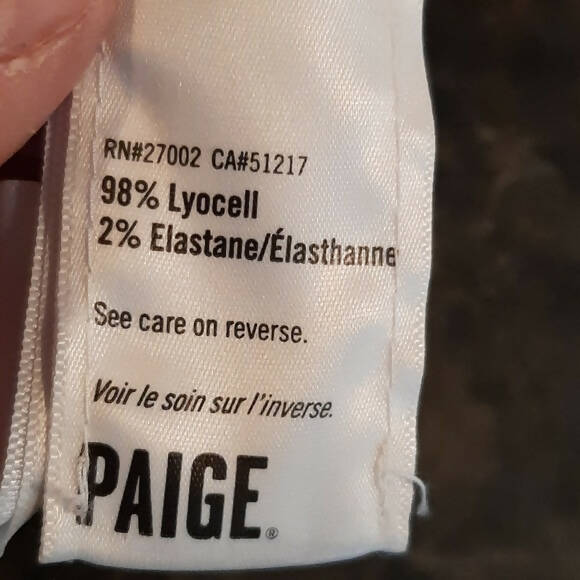 RN#27002 CA#51217
98% Lyocell
2% Elastane/Élasthanne
See care on reverse.
Voir le soin sur l'inverse.
PAIGE®